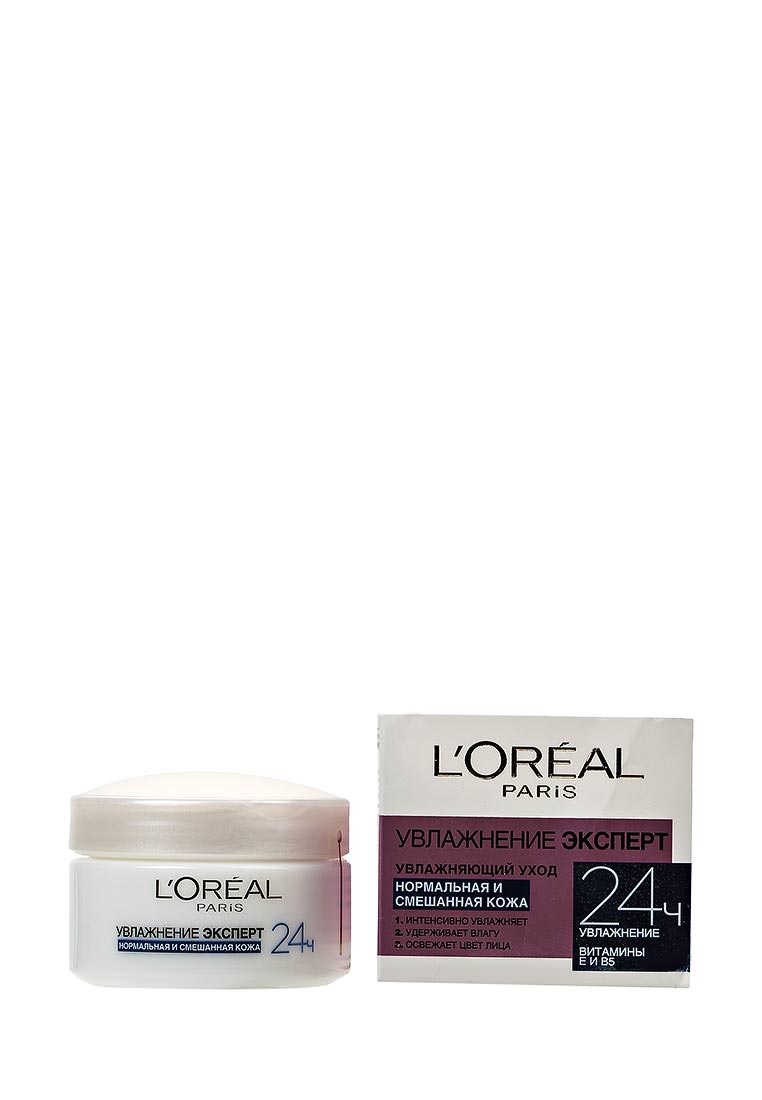 L'ORÉAL
PARIS
УВЛАЖНЕНИЕ ЭКСПЕРТ
НОРМАЛЬНАЯ И СМЕШАННАЯ КОЖА
24ч
L'ORÉAL
PARIS
УВЛАЖНЕНИЕ ЭКСПЕРТ
УВЛАЖНЯЮЩИЙ УХОД
НОРМАЛЬНАЯ И
СМЕШАННАЯ КОЖА
1. ИНТЕНСИВНО УВЛАЖНЯЕТ
2. УДЕРЖИВАЕТ ВЛАГУ
3. ОСВЕЖАЕТ ЦВЕТ ЛИЦА
24ч
УВЛАЖНЕНИЕ
ВИТАМИНЫ
Е И В5